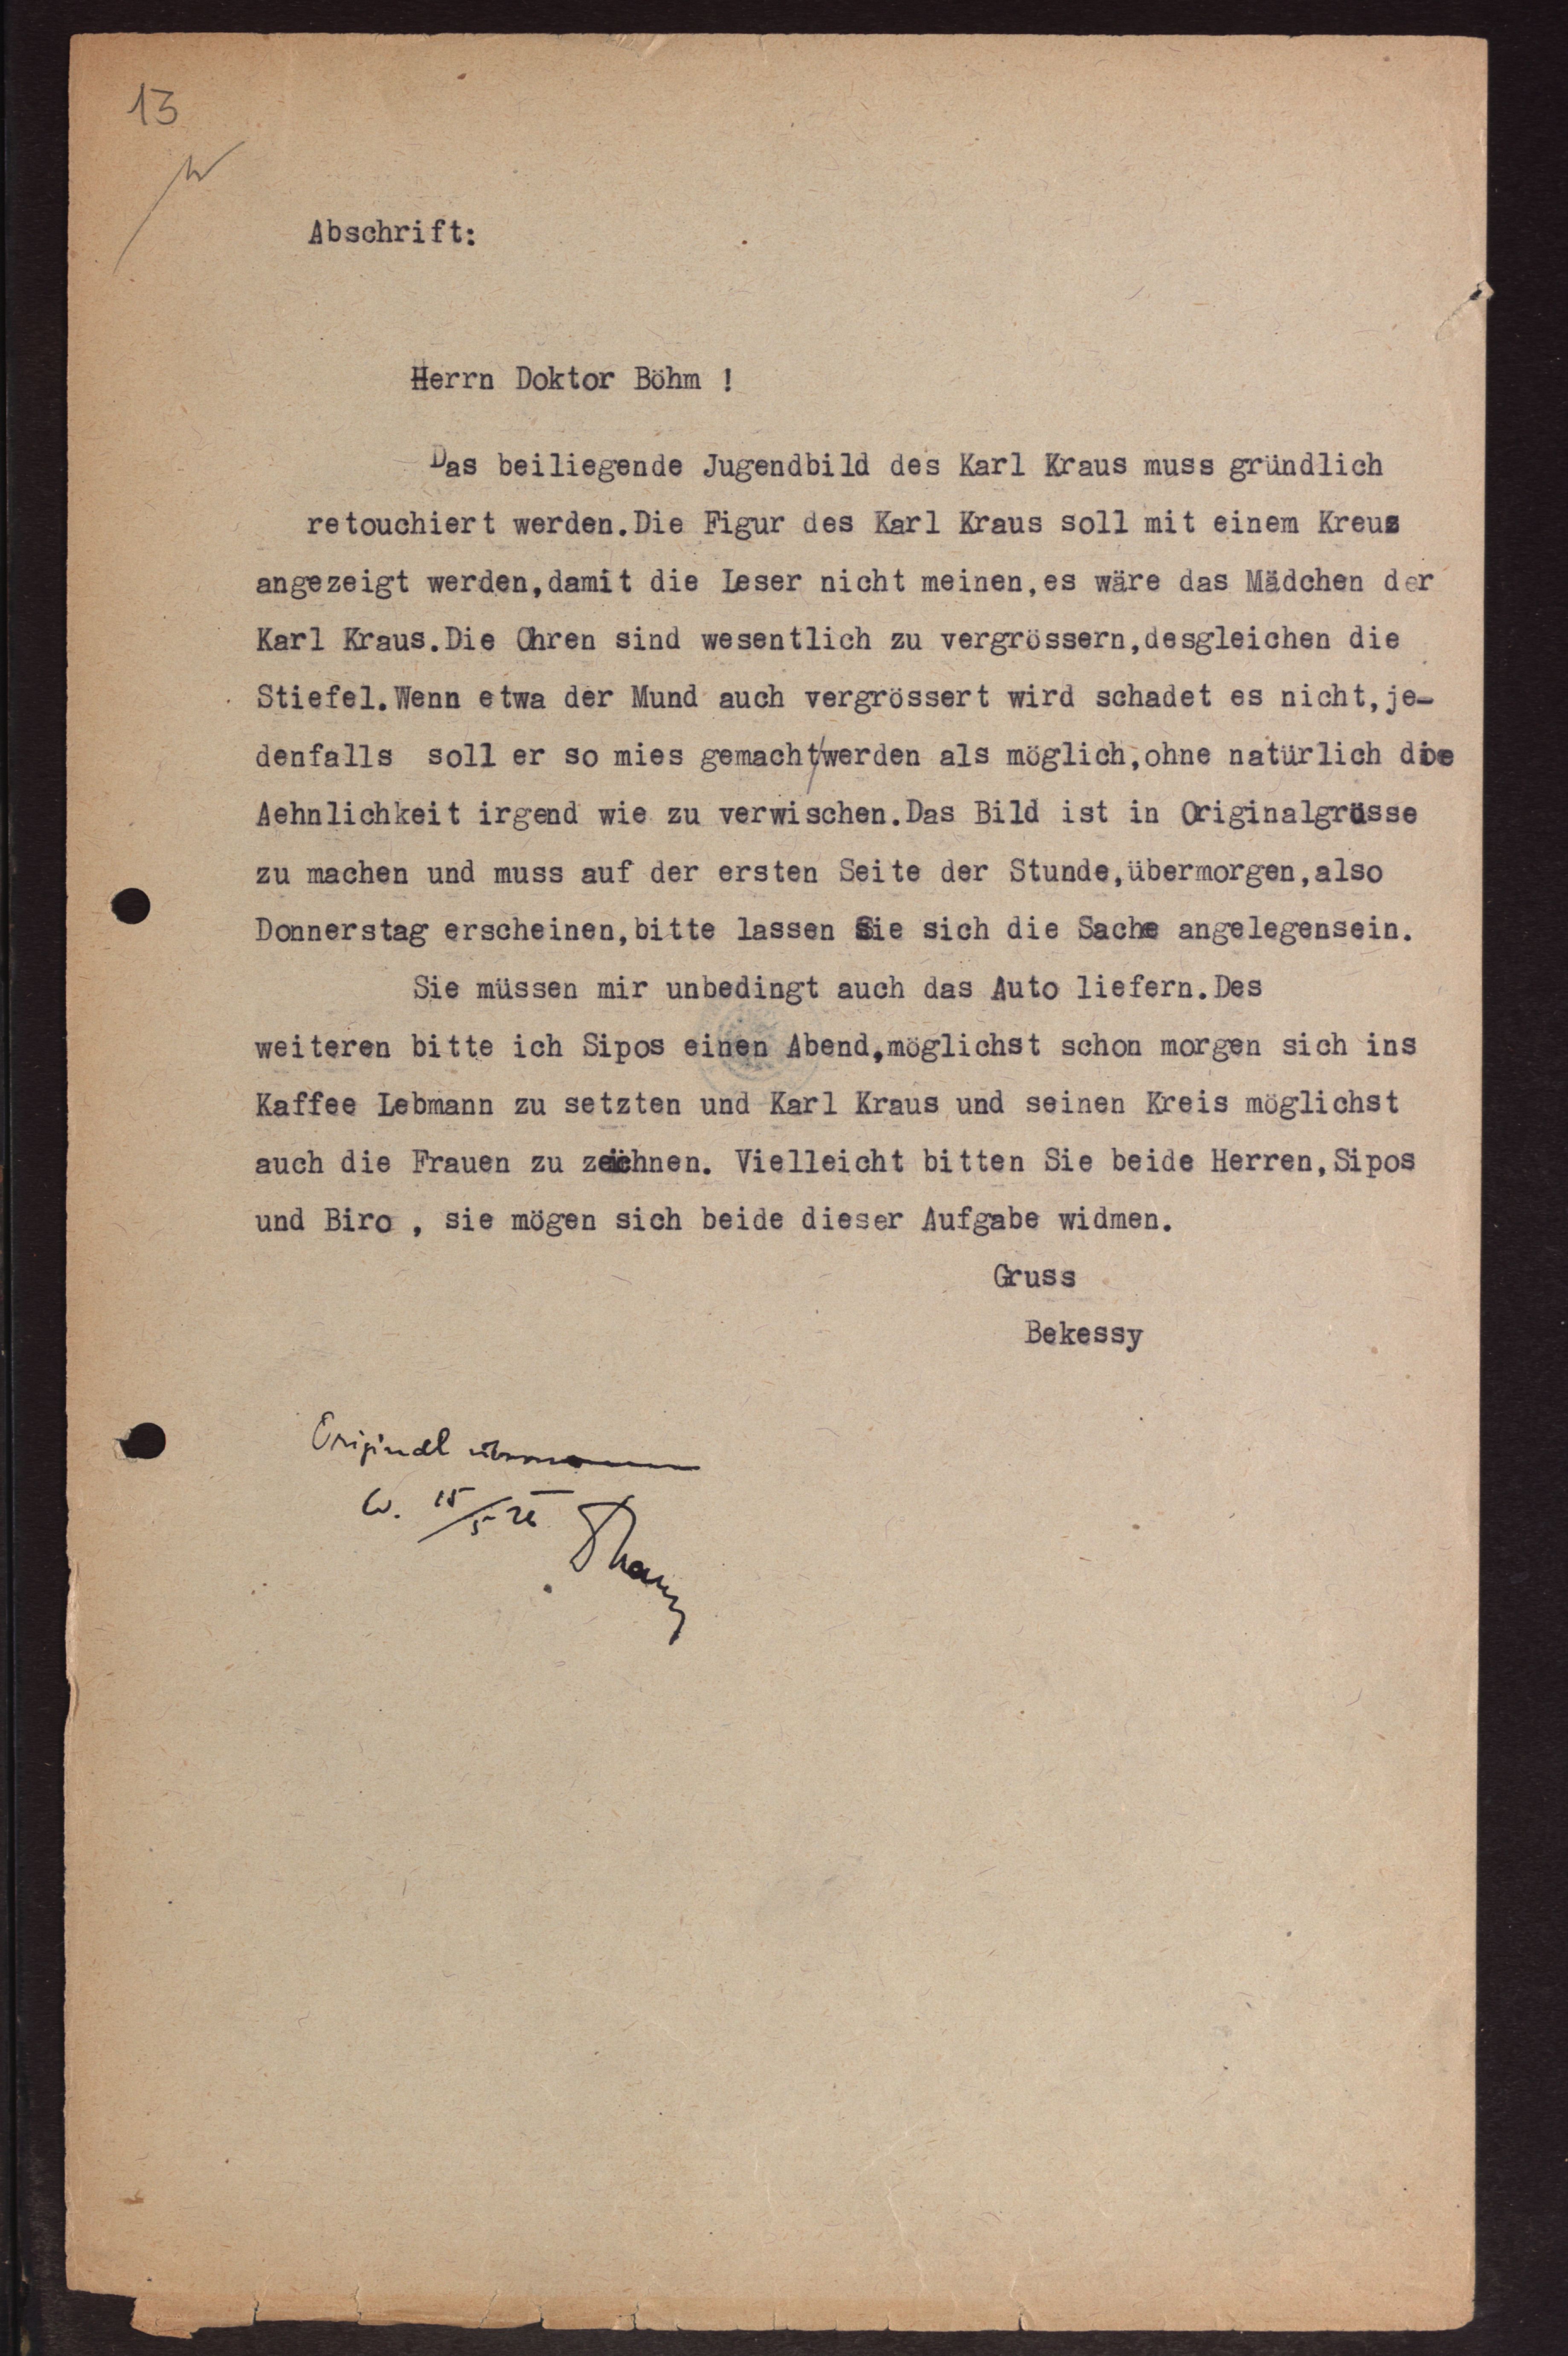 13
Abschrift:
Herrn Doktor Böhm !
Das beiliegende Jugendbild des Karl Kraus muss gründlich
retouchiert werden.Die Figur des Karl Kraus soll mit einem Kreuz
angezeigt werden,damit die Leser nicht meinen,es wäre das Mädchen der
Karl Kraus.Die Ohren sind wesentlich zu vergrössern,desgleichen die
Stiefel.Wenn etwa der Mund auch vergrössert wird schadet es nicht,je-
denfalls soll er so mies gemacht/werden als möglich,ohne natürlich die
Aehnlichkeit irgend wie zu verwischen.Das Bild ist in Originalgrösse
zu machen und muss auf der ersten Seite der Stunde,übermorgen,also
Donnerstag erscheinen,bitte lassen Sie sich die Sache angelegensein.
Sie müssen mir unbedingt auch das Auto liefern.Des
weiteren bitte ich Sipos einen Abend,möglichst schon morgen sich ins
Kaffee Lebmann zu setzten und Karl Kraus und seinen Kreis möglichst
auch die Frauen zu zeichnen. Vielleicht bitten Sie beide Herren,Sipos
und Biro , sie mögen sich beide dieser Aufgabe widmen.
Gruss
Bekessy
Original
W. 15/5 26